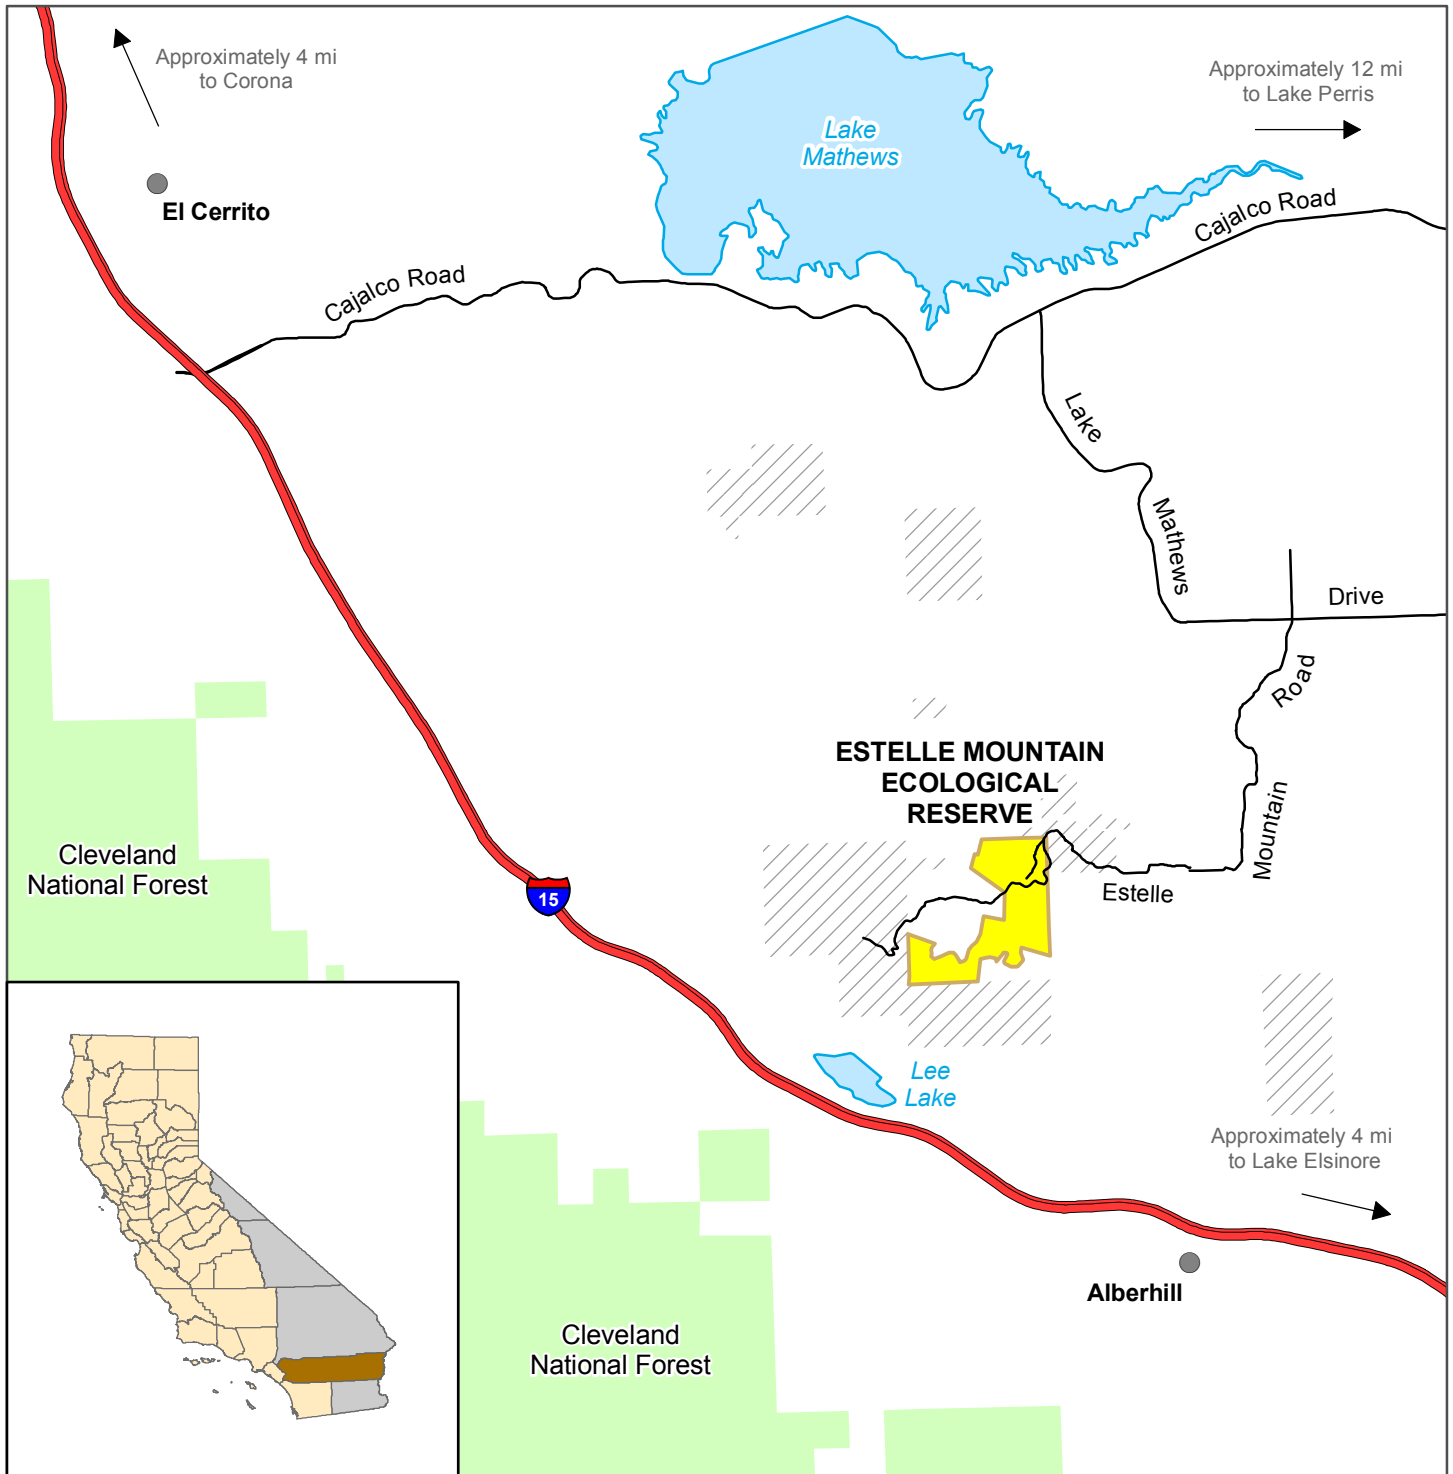 Approximately 4 mi
to Corona
Lake
Mathews
Approximately 12 mi
to Lake Perris
El Cerrito
Cajalco Road
Cajalco Road
Lake
Mathews
Drive
Road
Mountain
Estelle
ESTELLE MOUNTAIN
ECOLOGICAL
RESERVE
Cleveland
National Forest
15
Lee
Lake
Approximately 4 mi
to Lake Elsinore
Alberhill
Cleveland
National Forest